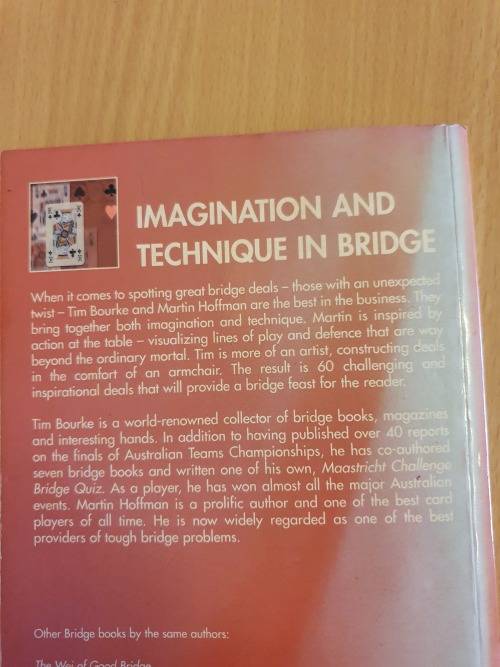 IMAGINATION AND
TECHNIQUE IN BRIDGE
When it comes to spotting great bridge deals – those with an unexpected
twist – Tim Bourke and Martin Hoffman are the best in the business. They
bring together both imagination and technique. Martin is inspired by
action at the table – visualizing lines of play and defence that are way
beyond the ordinary mortal. Tim is more of an artist, constructing deals
in the comfort of an armchair. The result is 60 challenging and
inspirational deals that will provide a bridge feast for the reader.
Tim Bourke is a world-renowned collector of bridge books, magazines
and interesting hands. In addition to having published over 40 reports
on the finals of Australian Teams Championships, he has co-authored
seven bridge books and written one of his own, Maastricht Challenge
Bridge Quiz. As a player, he has won almost all the major Australian
events. Martin Hoffman is a prolific author and one of the best card
players of all time. He is now widely regarded as one of the best
providers of tough bridge problems.
Other Bridge books by the same authors:
The Wei of Good Bridge